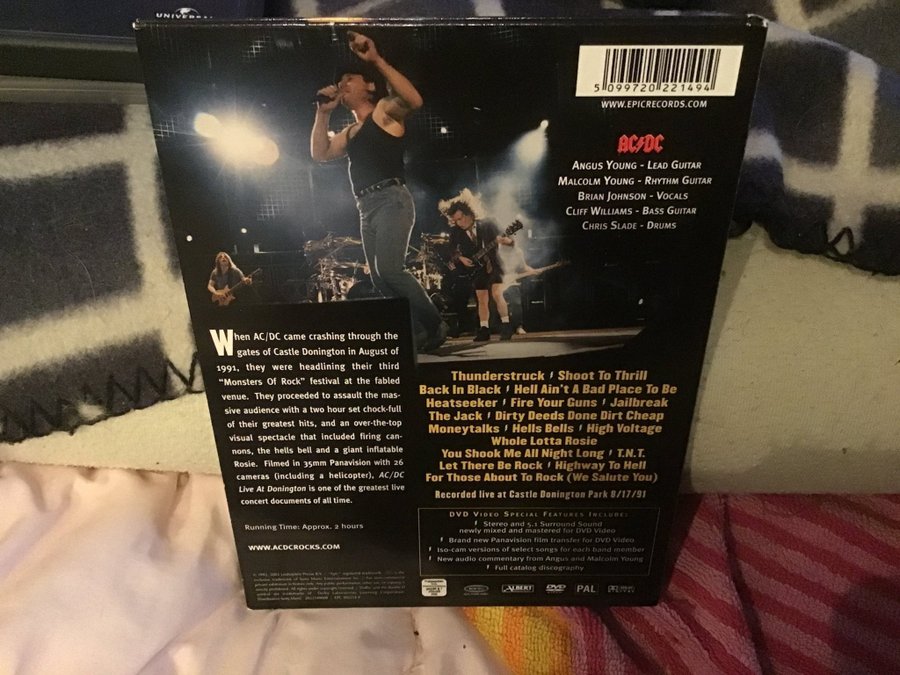 UNIVERSAL
5 099720 221494
WWW.EPICRECORDS.COM
AC/DC
ANGUS YOUNG - LEAD GUITAR
MALCOLM YOUNG - RHYTHM GUITAR
BRIAN JOHNSON - VOCALS
CLIFF WILLIAMS - BASS GUITAR
CHRIS SLADE - DRUMS
When AC/DC came crashing through the
gates of Castle Donington in August of
1991, they were headlining their third
"Monsters Of Rock" festival at the fabled
venue. They proceeded to assault the mas-
sive audience with a two hour set chock-full
of their greatest hits, and an over-the-top
visual spectacle that included firing can-
nons, the hells bell and a giant inflatable
Rosie. Filmed in 35mm Panavision with 26
cameras (including a helicopter), AC/DC
Live At Donington is one of the greatest live
concert documents of all time.
Running Time: Approx. 2 hours
WWW.ACDCROCKS.COM
Thunderstruck Shoot To Thrill
Back In Black Hell Ain't A Bad Place To Be
Heatseeker Fire Your Guns Jailbreak
The Jack Dirty Deeds Done Dirt Cheap
Moneytalks Hells Bells High Voltage
Whole Lotta Rosie
You Shook Me All Night Long T.N.T.
Let There Be Rock Highway To Hell
For Those About To Rock (We Salute You)
Recorded live at Castle Donington Park 8/17/91
DVD VIDEO SPECIAL FEATURES INCLUDE:
Stereo and 5.1 Surround Sound
newly mixed and mastered for DVD Video
Brand new Panavision film transfer for DVD Video
Iso-cam versions of select songs for each band member
New audio commentary from Angus and Malcolm Young
Full catalog discography
ALBERT
DVD
PAL